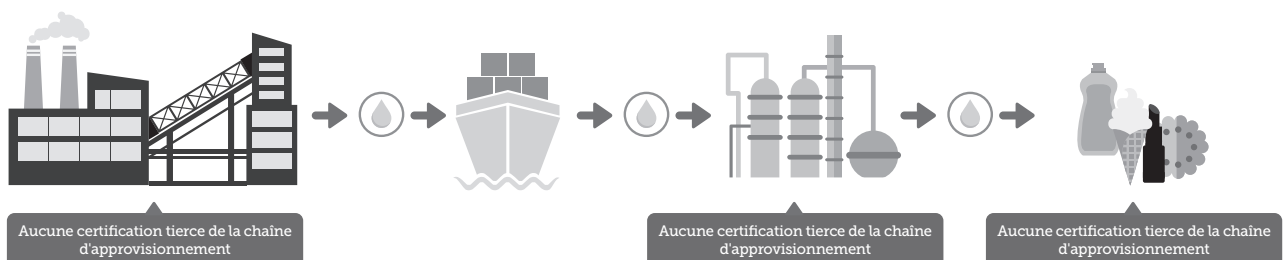 Aucune certification tierce de la chaîne
d'approvisionnement
Aucune certification tierce de la chaîne
d'approvisionnement
Aucune certification tierce de la chaîne
d'approvisionnement